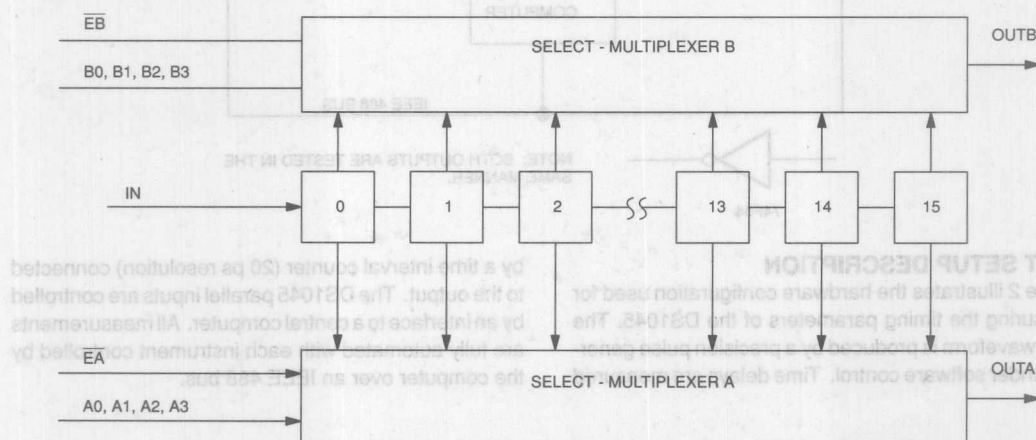 COMPUTER
EB
SELECT - MULTIPLEXER B
OUTB
B0, B1, B2, B3
IEEE 488 BUS
NOTE: BOTH OUTPUTS ARE TESTED IN THE
SAME MANNER.
IN
0 1 2 13 14 15
74F04
T SETUP DESCRIPTION
e 2 illustrates the hardware configuration used for
uring the timing parameters of the DS1045. The
waveform is produced by a precision pulse gener-
nder software control. Time delays are measured
by a time interval counter (20 ps resolution) connected
to the output. The DS1045 parallel inputs are controlled
by an interface to a central computer. All measurements
are fully automated with each instrument controlled by
the computer over an IEEE 488 bus.
EA
SELECT - MULTIPLEXER A
OUTA
A0, A1, A2, A3